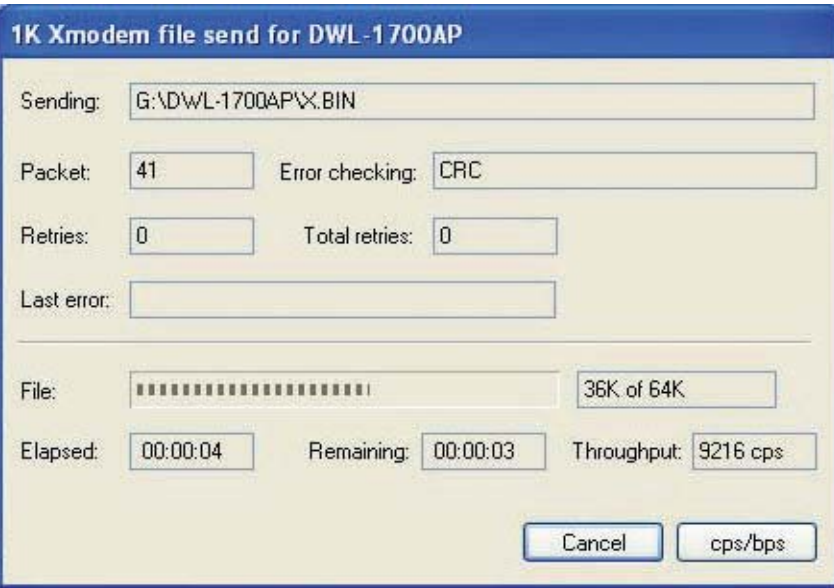 1K Xmodem file send for DWL-1700AP
Sending: G:\DWL-1700AP\X.BIN
Packet: 41 Error checking: CRC
Retries: 0 Total retries: 0
Last error:
File: 36K of 64K
Elapsed: 00:00:04 Remaining: 00:00:03 Throughput: 9216 cps
Cancel cps/bps